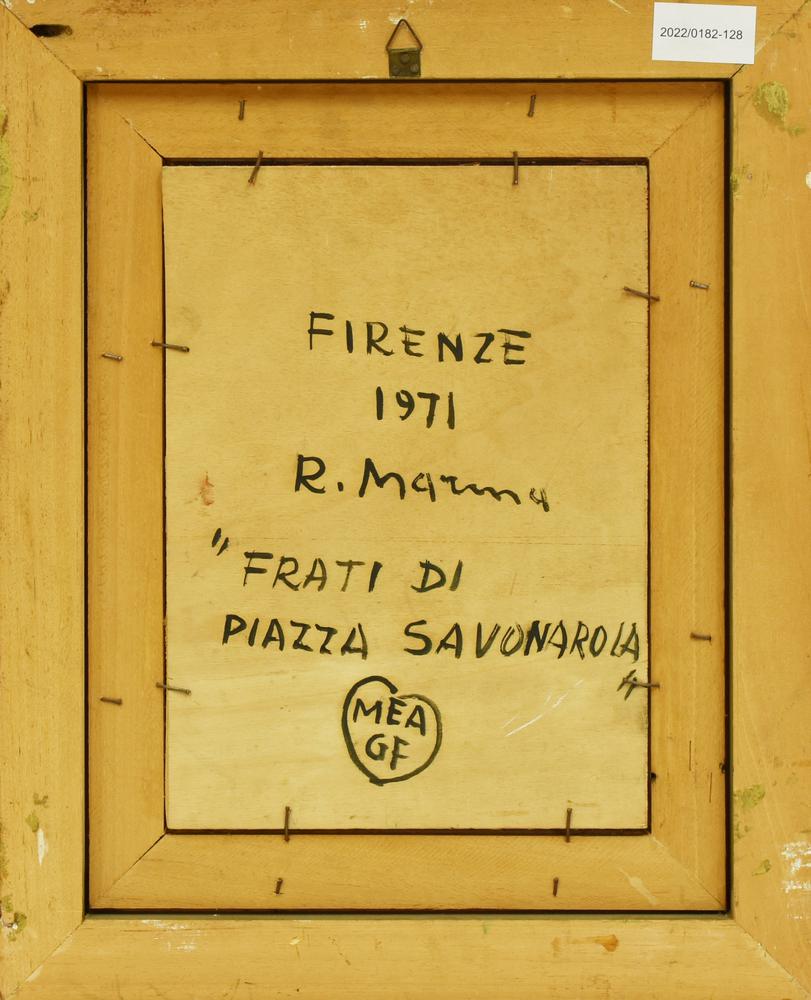 2022/0182-128
FIRENZE
1971
R. Marma
"FRATI DI
PIAZZA SAVONAROLA
"
MEA
GF